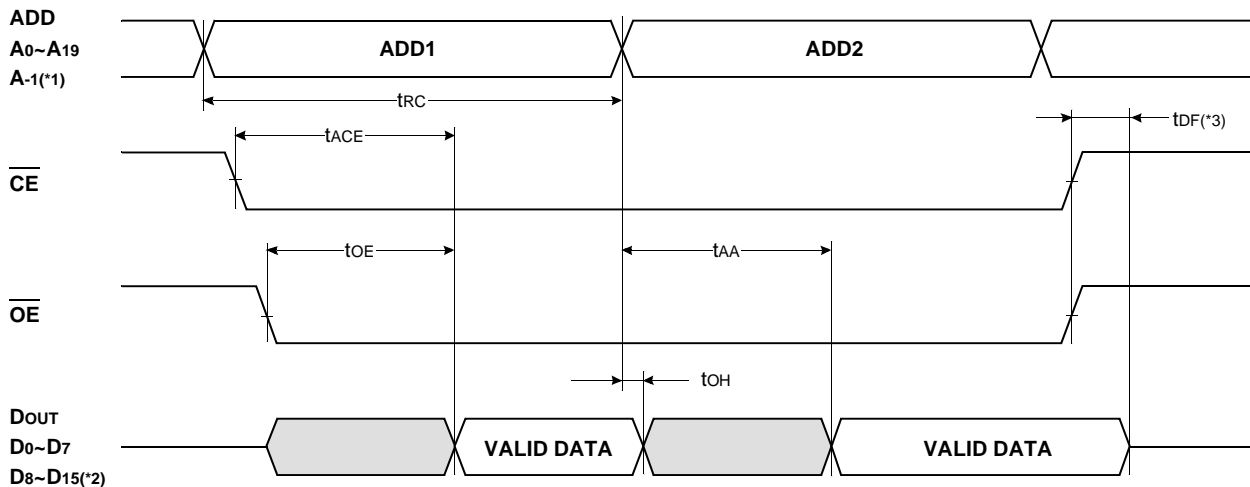 ADD
A0~A19
A-1(*1)
ADD1
ADD2
tRC
tACE
tDF(*3)
CE
tOE
tAA
OE
tOH
DOUT
D0~D7
D8~D15(*2)
VALID DATA
VALID DATA